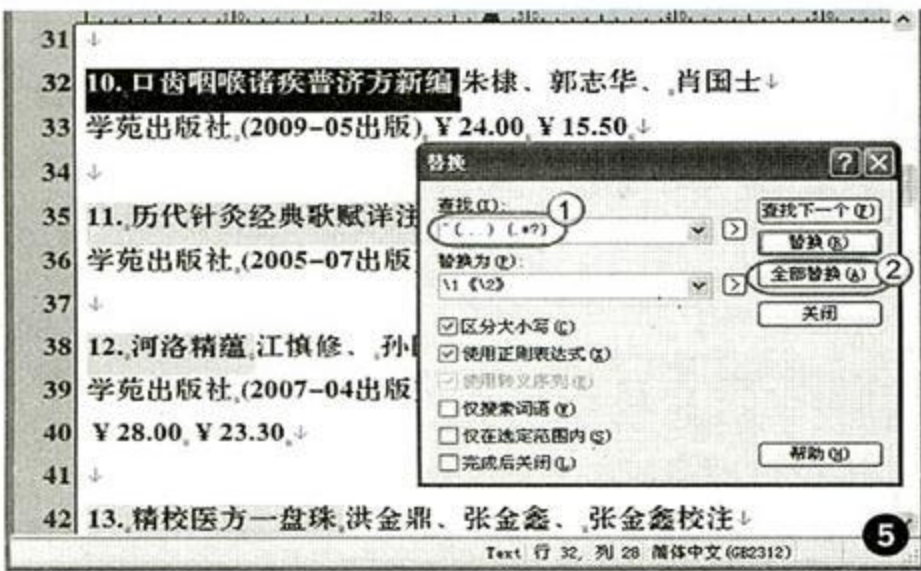 31
32 10. 口齿咽喉诸疾普济方新编 朱棣、郭志华、 肖国士↓
33 学苑出版社 (2009-05出版) ¥24.00 ¥15.50 ↓
34
35 11. 历代针灸经典歌赋详注
36 学苑出版社 (2005-07出版
37
38 12. 河洛精蕴 江慎修、 孙
39 学苑出版社 (2007-04出版
40 ¥28.00 ¥23.30 ↓
41
42 13. 精校医方一盘珠 洪金鼎、张金鑫、 张金鑫校注↓
替换
查找(I):
①
^(..) (.*?)
查找下一个(F)
替换(R)
替换为(P):
\1 《\2》
全部替换(A)
②
关闭
区分大小写(C)
使用正则表达式(X)
使用转义序列(E)
仅搜索词语(Y)
仅在选定范围内(S)
完成后关闭(L)
帮助(H)
Text 行 32, 列 28 简体中文(GB2312)
5